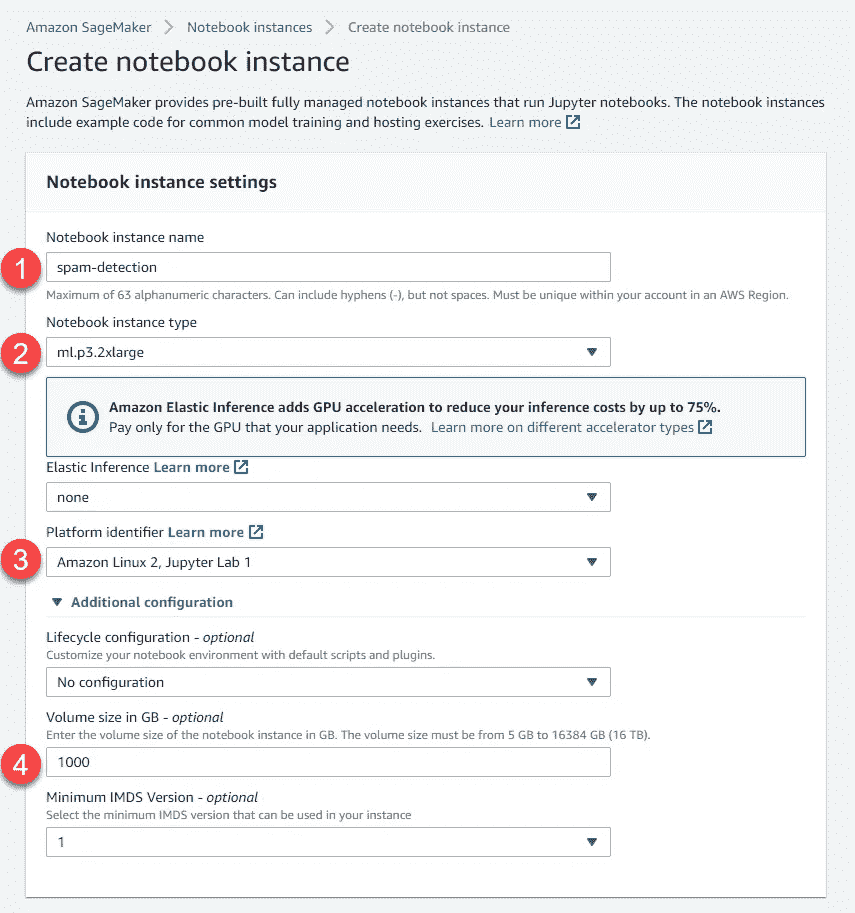 Amazon SageMaker > Notebook instances > Create notebook instance
Create notebook instance
Amazon SageMaker provides pre-built fully managed notebook instances that run Jupyter notebooks. The notebook instances
include example code for common model training and hosting exercises. Learn more
Notebook instance settings
Notebook instance name
1 spam-detection
Maximum of 63 alphanumeric characters. Can include hyphens (-), but not spaces. Must be unique within your account in an AWS Region.
Notebook instance type
2 ml.p3.2xlarge
Amazon Elastic Inference adds GPU acceleration to reduce your inference costs by up to 75%.
Pay only for the GPU that your application needs. Learn more on different accelerator types
Elastic Inference Learn more
none
Platform identifier Learn more
3 Amazon Linux 2, Jupyter Lab 1
Additional configuration
Lifecycle configuration - optional
Customize your notebook environment with default scripts and plugins.
No configuration
Volume size in GB - optional
Enter the volume size of the notebook instance in GB. The volume size must be from 5 GB to 16384 GB (16 TB).
4 1000
Minimum IMDS Version - optional
Select the minimum IMDS version that can be used in your instance
1